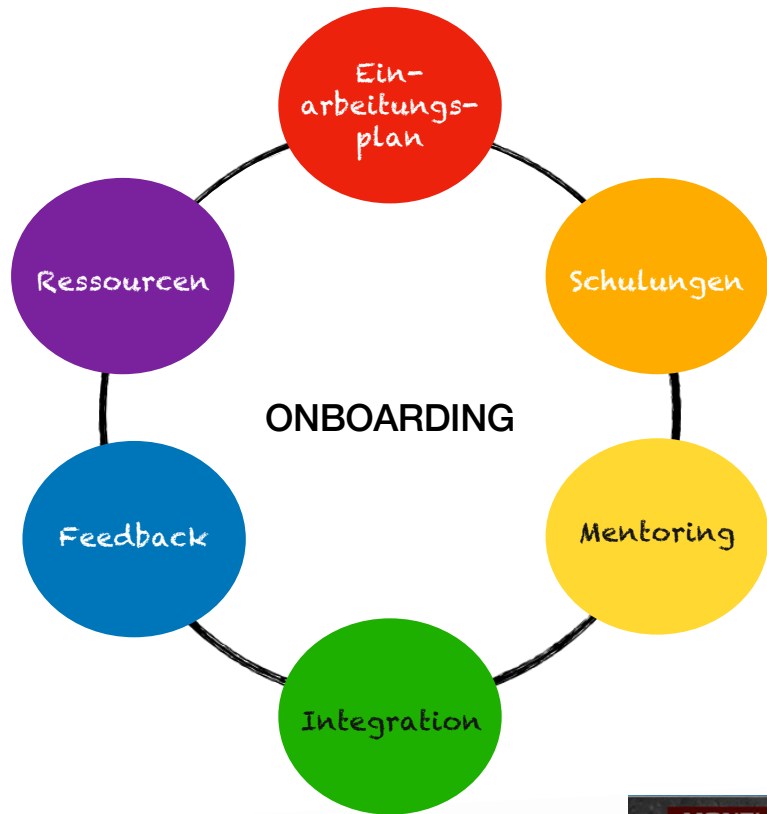 Ein-
arbeitungs-
plan
Ressourcen
Schulungen
ONBOARDING
Feedback
Mentoring
Integration